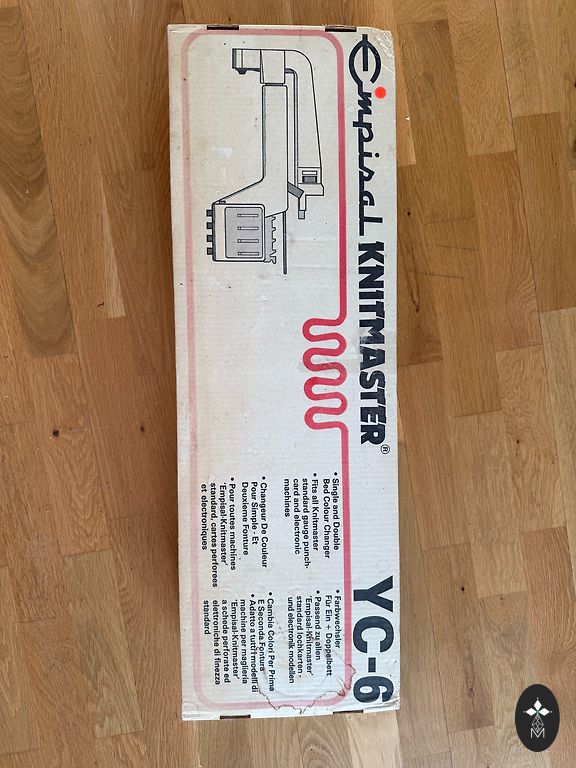 Empisal KNITMASTER® YC-6
• Single and Double
Bed Colour Changer
• Fits all Knitmaster
standard gauge punch-
card and electronic
machines
• Changeur De Couleur
Pour Simple - Et
Deuxieme Fonture
• Pour toutes machines
'Empisal-Knitmaster'
standard, cartes perforees
et electroniques
• Farbwechsler
Für Ein + Doppelbett
• Passend zu allen
'Empisal-Knitmaster'
standard lochkarten -
und electronik modellen
• Cambia Colori Per Prima
E Seconda Fontura
• Adatto a tutti i modelli di
machine per maglieria
'Empisal-Knitmaster'
a schede perforate ed
elettroniche di finezza
standard
M